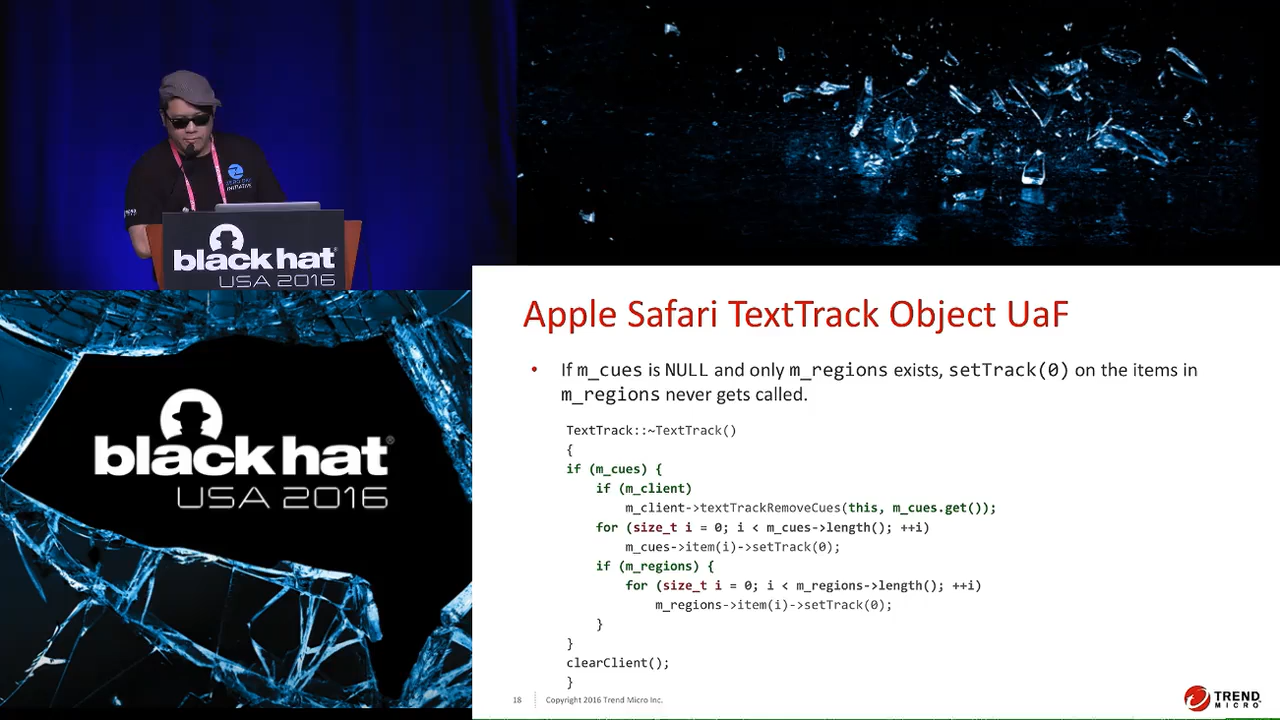 ZERO DAY
INITIATIVE
black hat®
USA 2016
black hat®
USA 2016
Apple Safari TextTrack Object UaF
• If m_cues is NULL and only m_regions exists, setTrack(0) on the items in
m_regions never gets called.
TextTrack::~TextTrack()
{
if (m_cues) {
if (m_client)
m_client->textTrackRemoveCues(this, m_cues.get());
for (size_t i = 0; i < m_cues->length(); ++i)
m_cues->item(i)->setTrack(0);
if (m_regions) {
for (size_t i = 0; i < m_regions->length(); ++i)
m_regions->item(i)->setTrack(0);
}
}
clearClient();
}
18
Copyright 2016 Trend Micro Inc.
TREND
MICRO